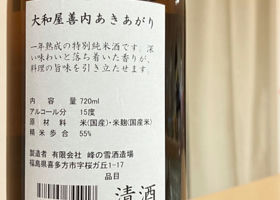 大和屋善内あきあがり
一年熟成の特別純米酒です。深
い味わいと落ち着いた香りが、
料理の旨味を引き立たせます。
内容量 720ml
アルコール分 15度
原材料 米(国産)・米麹(国産米)
精米歩合 55%
製造者 有限会社 峰の雪酒造場
福島県喜多方市字桜ガ丘1-17
品目
清酒